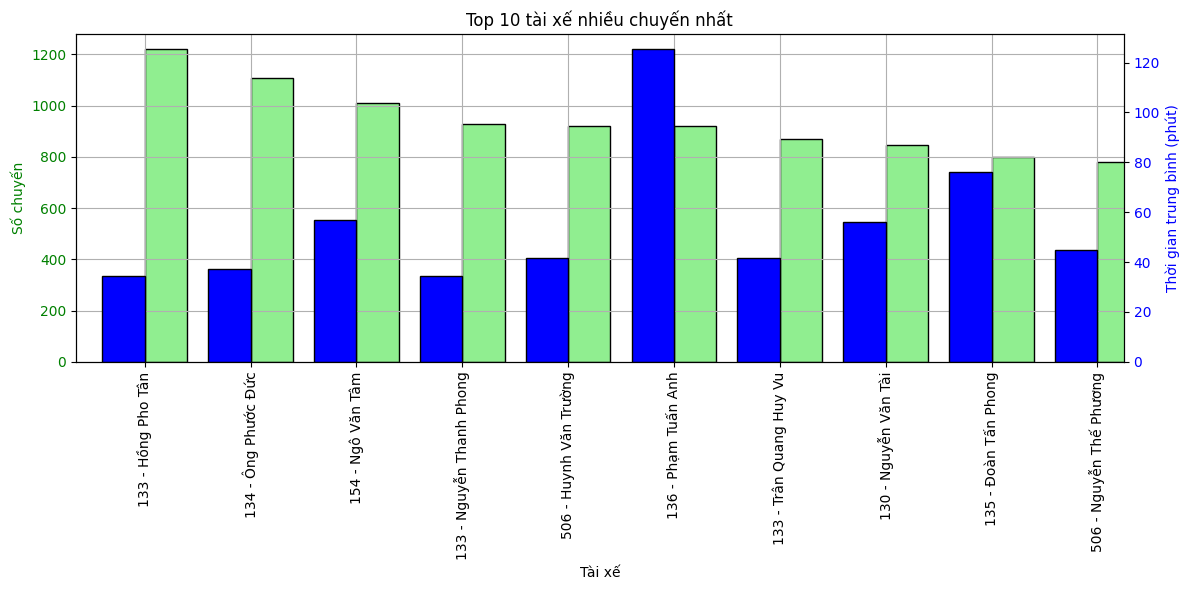 Top 10 tài xế nhiều chuyến nhất
Số chuyến
1200
1000
800
600
400
200
0
Thời gian trung bình (phút)
120
100
80
60
40
20
0
133 - Hồng Pho Tân
134 - Ông Phước Đức
154 - Ngô Văn Tâm
133 - Nguyễn Thanh Phong
506 - Huynh Văn Trường
136 - Phạm Tuấn Anh
133 - Trần Quang Huy Vu
130 - Nguyễn Văn Tài
135 - Đoàn Tấn Phong
506 - Nguyễn Thế Phương
Tài xế